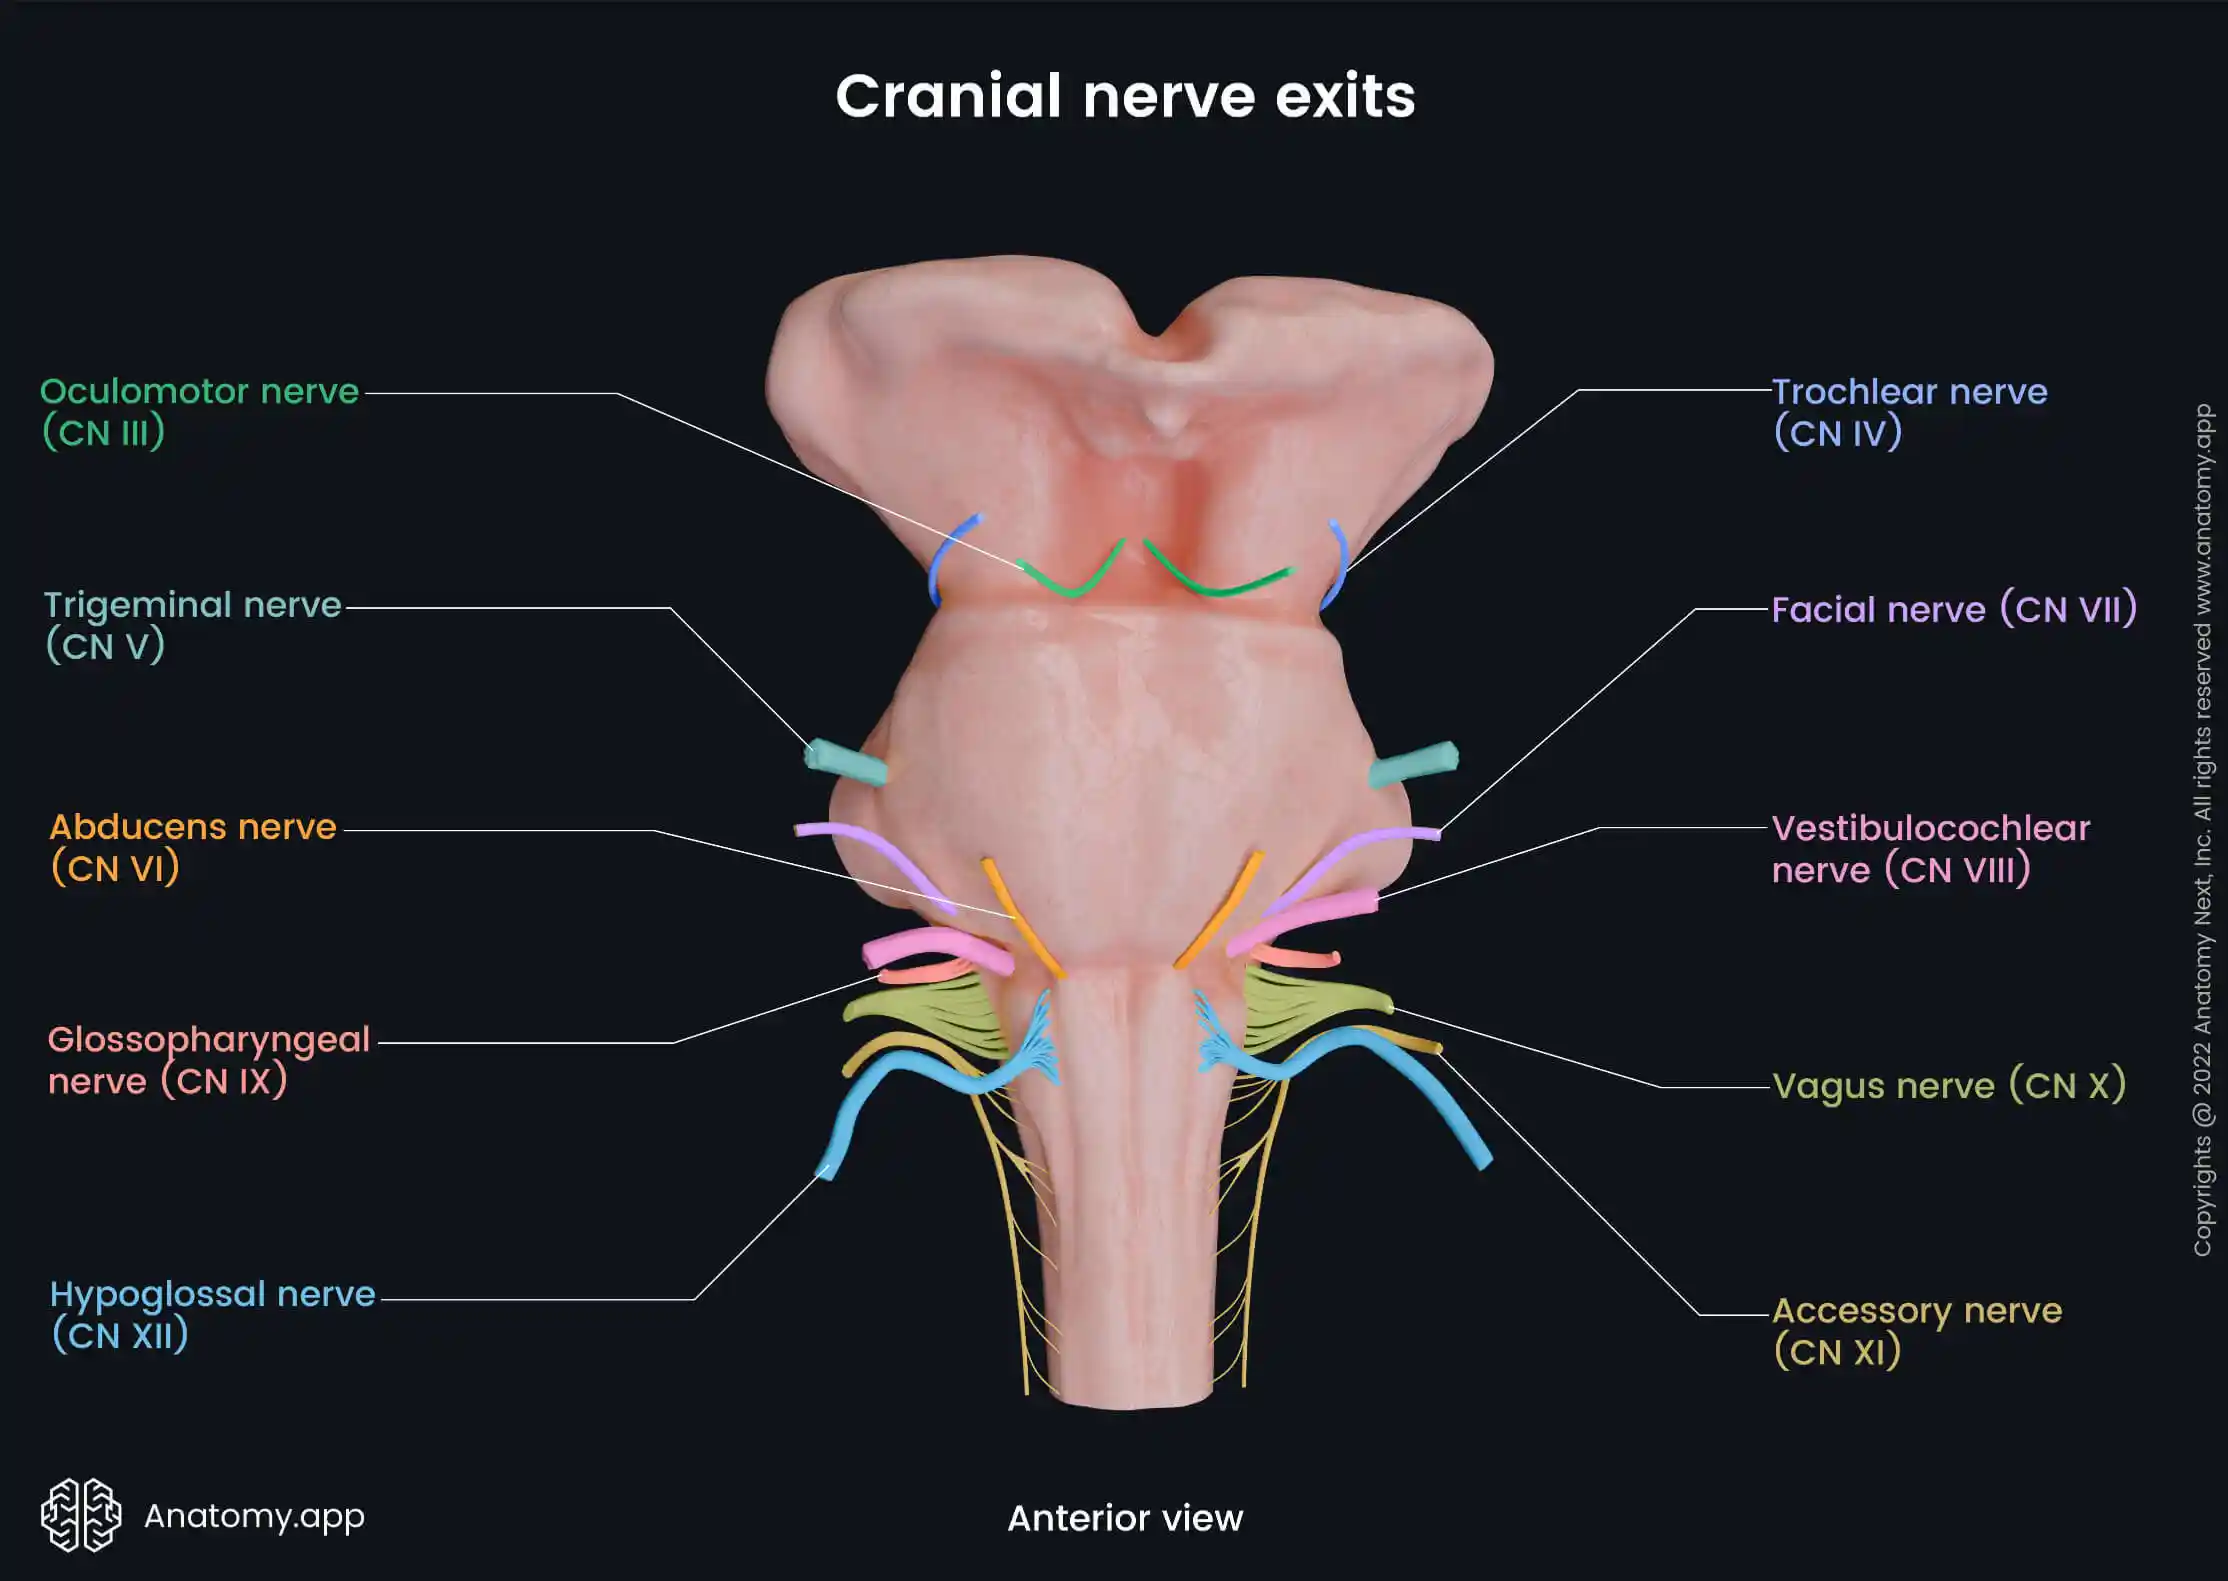 Cranial nerve exits
Oculomotor nerve
(CN III)
Trigeminal nerve
(CN V)
Abducens nerve
(CN VI)
Glossopharyngeal
nerve (CN IX)
Hypoglossal nerve
(CN XII)
Trochlear nerve
(CN IV)
Facial nerve (CN VII)
Vestibulocochlear
nerve (CN VIII)
Vagus nerve (CN X)
Accessory nerve
(CN XI)
Copyrights @ 2022 Anatomy Next, Inc. All rights reserved www.anatomy.app
Anatomy.app
Anterior view